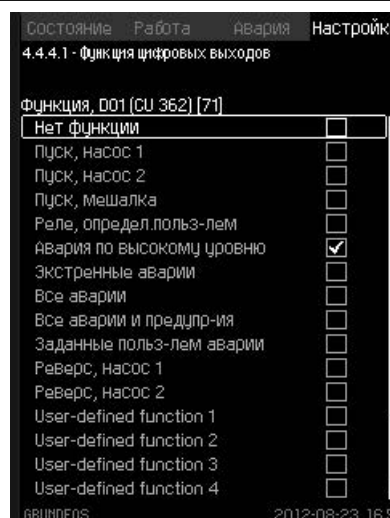 Состояние Работа Авария Настройк
4.4.4.1 - Функция цифровых выходов
Функция, DO1 (CU 362) [71]
Нет функции
Пуск, насос 1
Пуск, насос 2
Пуск, мешалка
Реле, определ.польз-лем
Авария по высокому уровню
Экстренные аварии
Все аварии
Все аварии и предупр-ия
Заданные польз-лем аварии
Реверс, насос 1
Реверс, насос 2
User-defined function 1
User-defined function 2
User-defined function 3
User-defined function 4
GRUNDFOS 2012-08-23 16: